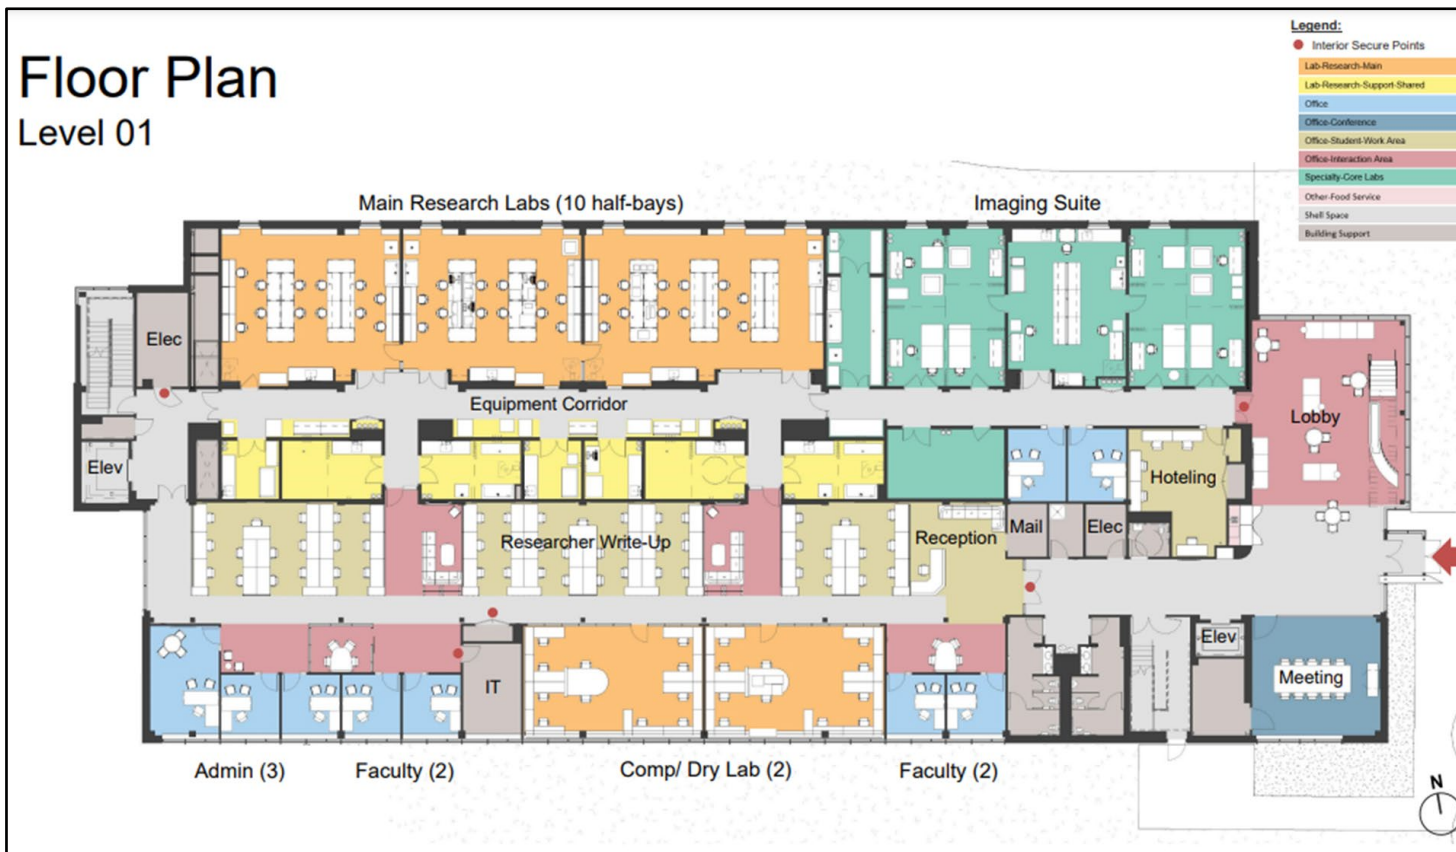 Floor Plan
Level 01
Legend:
Interior Secure Points
Lab-Research-Main
Lab-Research-Support-Shared
Office
Office-Conference
Office-Student-Work Area
Office-Interaction Area
Specialty-Core Labs
Other-Food Service
Shell Space
Building Support
Main Research Labs (10 half-bays)
Imaging Suite
Elec
Equipment Corridor
Lobby
Elev
Hoteling
Researcher Write-Up
Reception
Mail
Elec
Elev
IT
Meeting
Admin (3)
Faculty (2)
Comp/ Dry Lab (2)
Faculty (2)
N